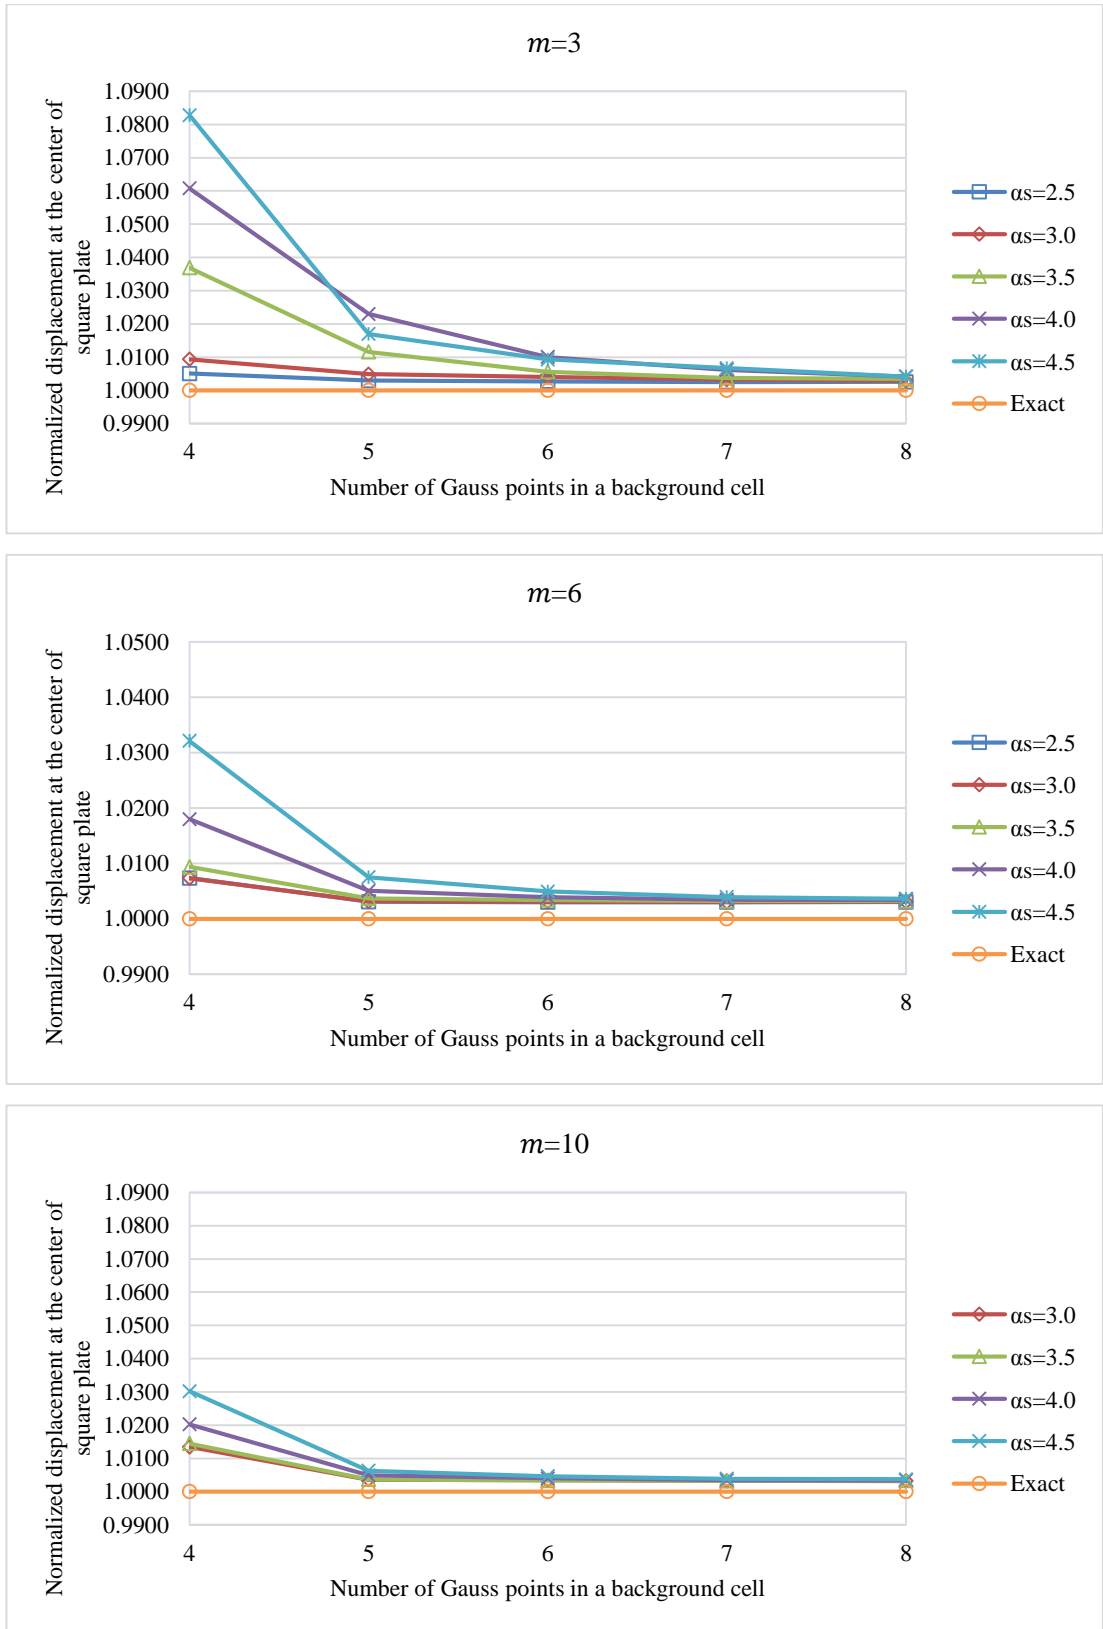 m=3
Normalized displacement at the center of
square plate
1.0900
1.0800
1.0700
1.0600
1.0500
1.0400
1.0300
1.0200
1.0100
1.0000
0.9900
4 5 6 7 8
Number of Gauss points in a background cell
αs=2.5
αs=3.0
αs=3.5
αs=4.0
αs=4.5
Exact
m=6
Normalized displacement at the center of
square plate
1.0500
1.0400
1.0300
1.0200
1.0100
1.0000
0.9900
4 5 6 7 8
Number of Gauss points in a background cell
αs=2.5
αs=3.0
αs=3.5
αs=4.0
αs=4.5
Exact
m=10
Normalized displacement at the center of
square plate
1.0900
1.0800
1.0700
1.0600
1.0500
1.0400
1.0300
1.0200
1.0100
1.0000
0.9900
4 5 6 7 8
Number of Gauss points in a background cell
αs=3.0
αs=3.5
αs=4.0
αs=4.5
Exact